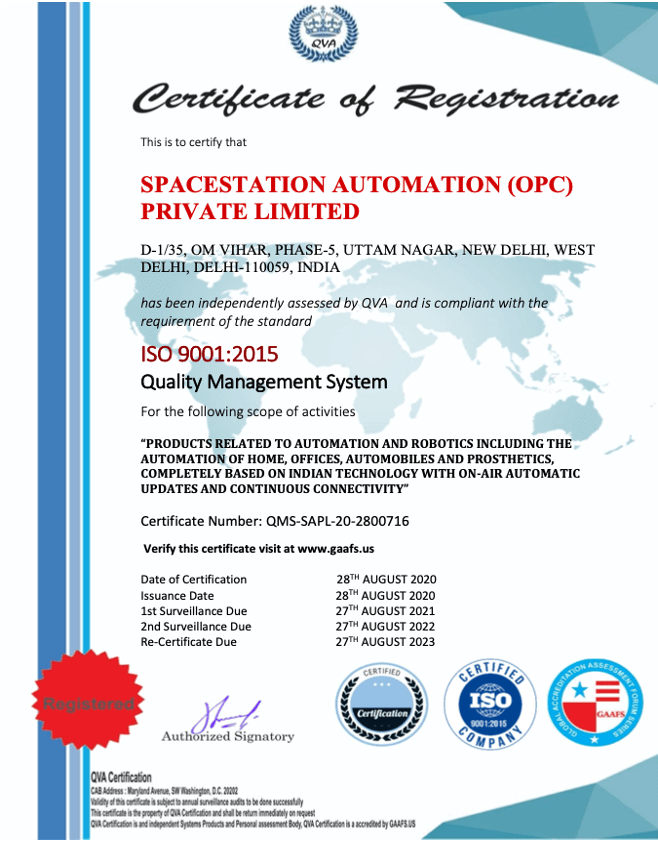 QVA
Certificate of Registration
This is to certify that
SPACESTATION AUTOMATION (OPC)
PRIVATE LIMITED
D-1/35, OM VIHAR, PHASE-5, UTTAM NAGAR, NEW DELHI, WEST
DELHI, DELHI-110059, INDIA
has been independently assessed by QVA and is compliant with the
requirement of the standard
ISO 9001:2015
Quality Management System
For the following scope of activities
“PRODUCTS RELATED TO AUTOMATION AND ROBOTICS INCLUDING THE
AUTOMATION OF HOME, OFFICES, AUTOMOBILES AND PROSTHETICS,
COMPLETELY BASED ON INDIAN TECHNOLOGY WITH ON-AIR AUTOMATIC
UPDATES AND CONTINUOUS CONNECTIVITY”
Certificate Number: QMS-SAPL-20-2800716
Verify this certificate visit at www.gaafs.us
Date of Certification 28TH AUGUST 2020
Issuance Date 28TH AUGUST 2020
1st Surveillance Due 27TH AUGUST 2021
2nd Surveillance Due 27TH AUGUST 2022
Re-Certificate Due 27TH AUGUST 2023
Registered
Authorized Signatory
CERTIFIED
Certification
CERTIFIED
ISO
9001:2015
COMPANY
GLOBAL ACCREDITATION ASSESSMENT FORUM SERIES
GAAFS
QVA Certification
CAB Address : Maryland Avenue, SW Washington, D.C. 20202
Validity of this certificate is subject to annual surveillance audits to be done successfully
This certificate is the property of QVA Certification and shall be return immediately on request
QVA Certification is and independent Systems Products and Personal assessment Body, QVA Certification is a accredited by GAAFS.US